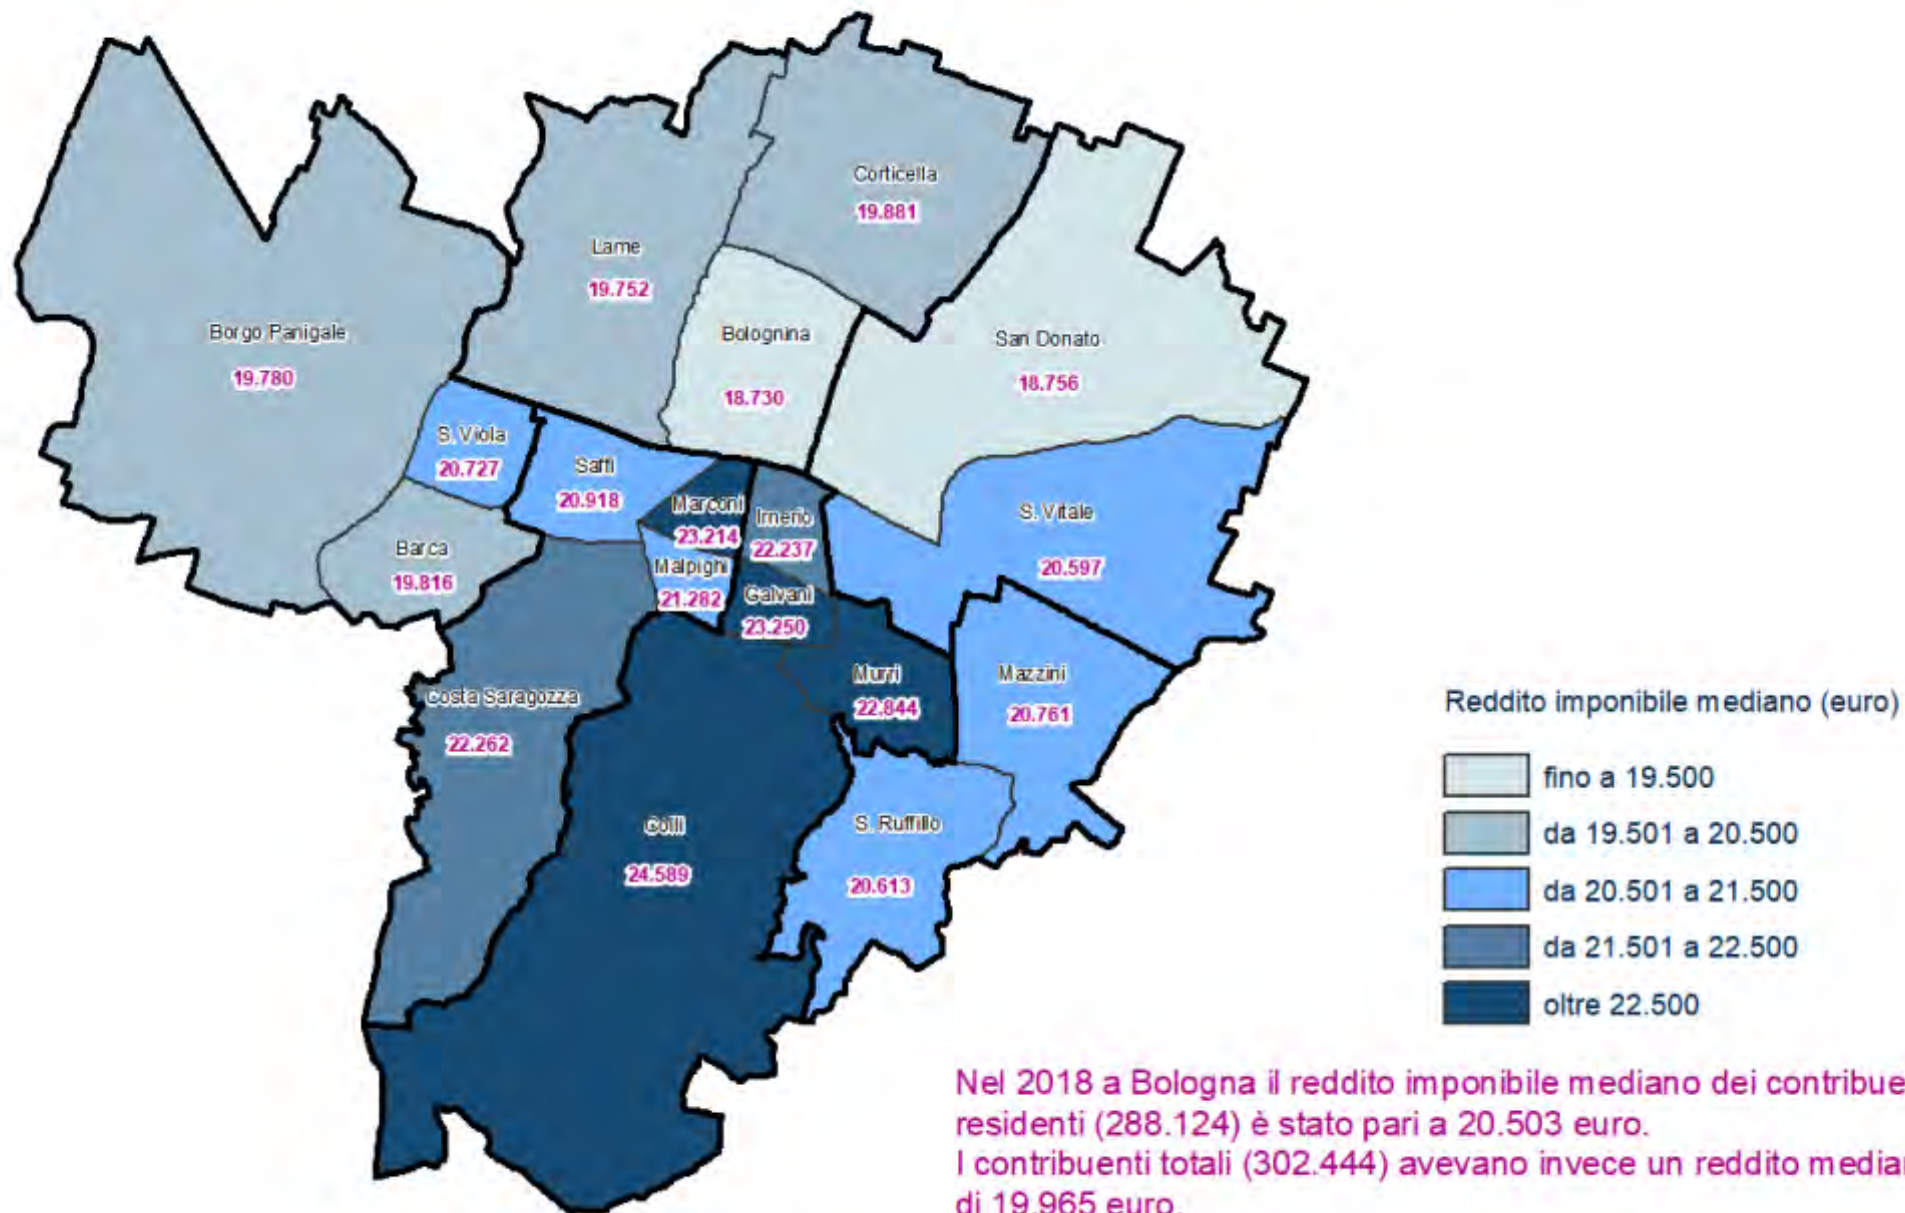 Corticella
19.881
Lame
19.752
Borgo Panigale
19.780
Bolognina
18.730
San Donato
18.756
S. Viola
20.727
Saffi
20.918
Marconi
23.214
Irnerio
22.237
S. Vitale
20.597
Barca
19.816
Malpighi
21.282
Galvani
23.250
Murri
22.844
Mazzini
20.761
Costa Saragozza
22.262
Colli
24.589
S. Ruffillo
20.613
Reddito imponibile mediano (euro)
fino a 19.500
da 19.501 a 20.500
da 20.501 a 21.500
da 21.501 a 22.500
oltre 22.500
Nel 2018 a Bologna il reddito imponibile mediano dei contribue
residenti (288.124) è stato pari a 20.503 euro.
I contribuenti totali (302.444) avevano invece un reddito media
di 19.965 euro.